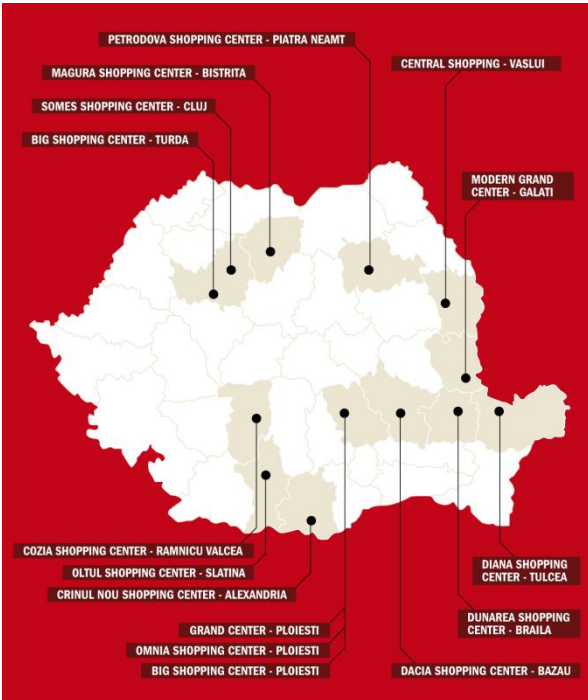 PETRODOVA SHOPPING CENTER - PIATRA NEAMT
CENTRAL SHOPPING - VASLUI
MAGURA SHOPPING CENTER - BISTRITA
SOMES SHOPPING CENTER - CLUJ
BIG SHOPPING CENTER - TURDA
MODERN GRAND
CENTER - GALATI
COZIA SHOPPING CENTER - RAMNICU VALCEA
OLTUL SHOPPING CENTER - SLATINA
CRINUL NOU SHOPPING CENTER - ALEXANDRIA
DIANA SHOPPING
CENTER - TULCEA
GRAND CENTER - PLOIESTI
OMNIA SHOPPING CENTER - PLOIESTI
BIG SHOPPING CENTER - PLOIESTI
DUNAREA SHOPPING
CENTER - BRAILA
DACIA SHOPPING CENTER - BAZAU